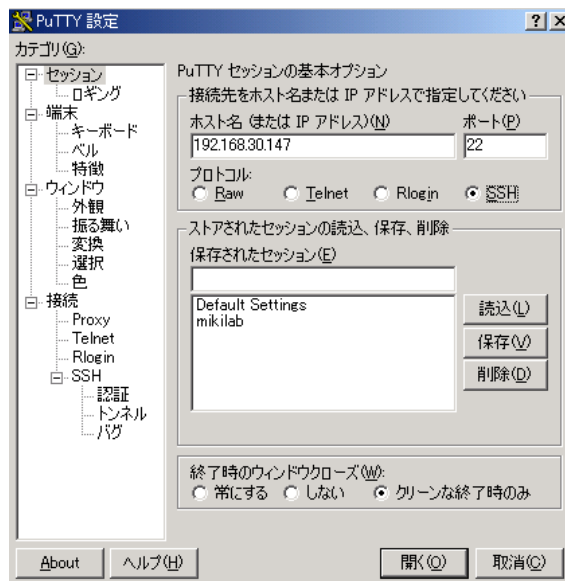 PuTTY 設定
カテゴリ(G):
セッション
ロギング
端末
キーボード
ベル
特徴
ウィンドウ
外観
振る舞い
変換
選択
色
接続
Proxy
Telnet
Rlogin
SSH
認証
トンネル
バグ
PuTTY セッションの基本オプション
接続先をホスト名または IP アドレスで指定してください
ホスト名 (または IP アドレス)(N)
ポート(P)
192.168.30.147
22
プロトコル:
Raw
Telnet
Rlogin
SSH
ストアされたセッションの読込、保存、削除
保存されたセッション(E)
Default Settings
mikilab
読込(L)
保存(V)
削除(D)
終了時のウィンドウクローズ(W):
常にする
しない
クリーンな終了時のみ
About
ヘルプ(H)
開く(O)
取消(C)